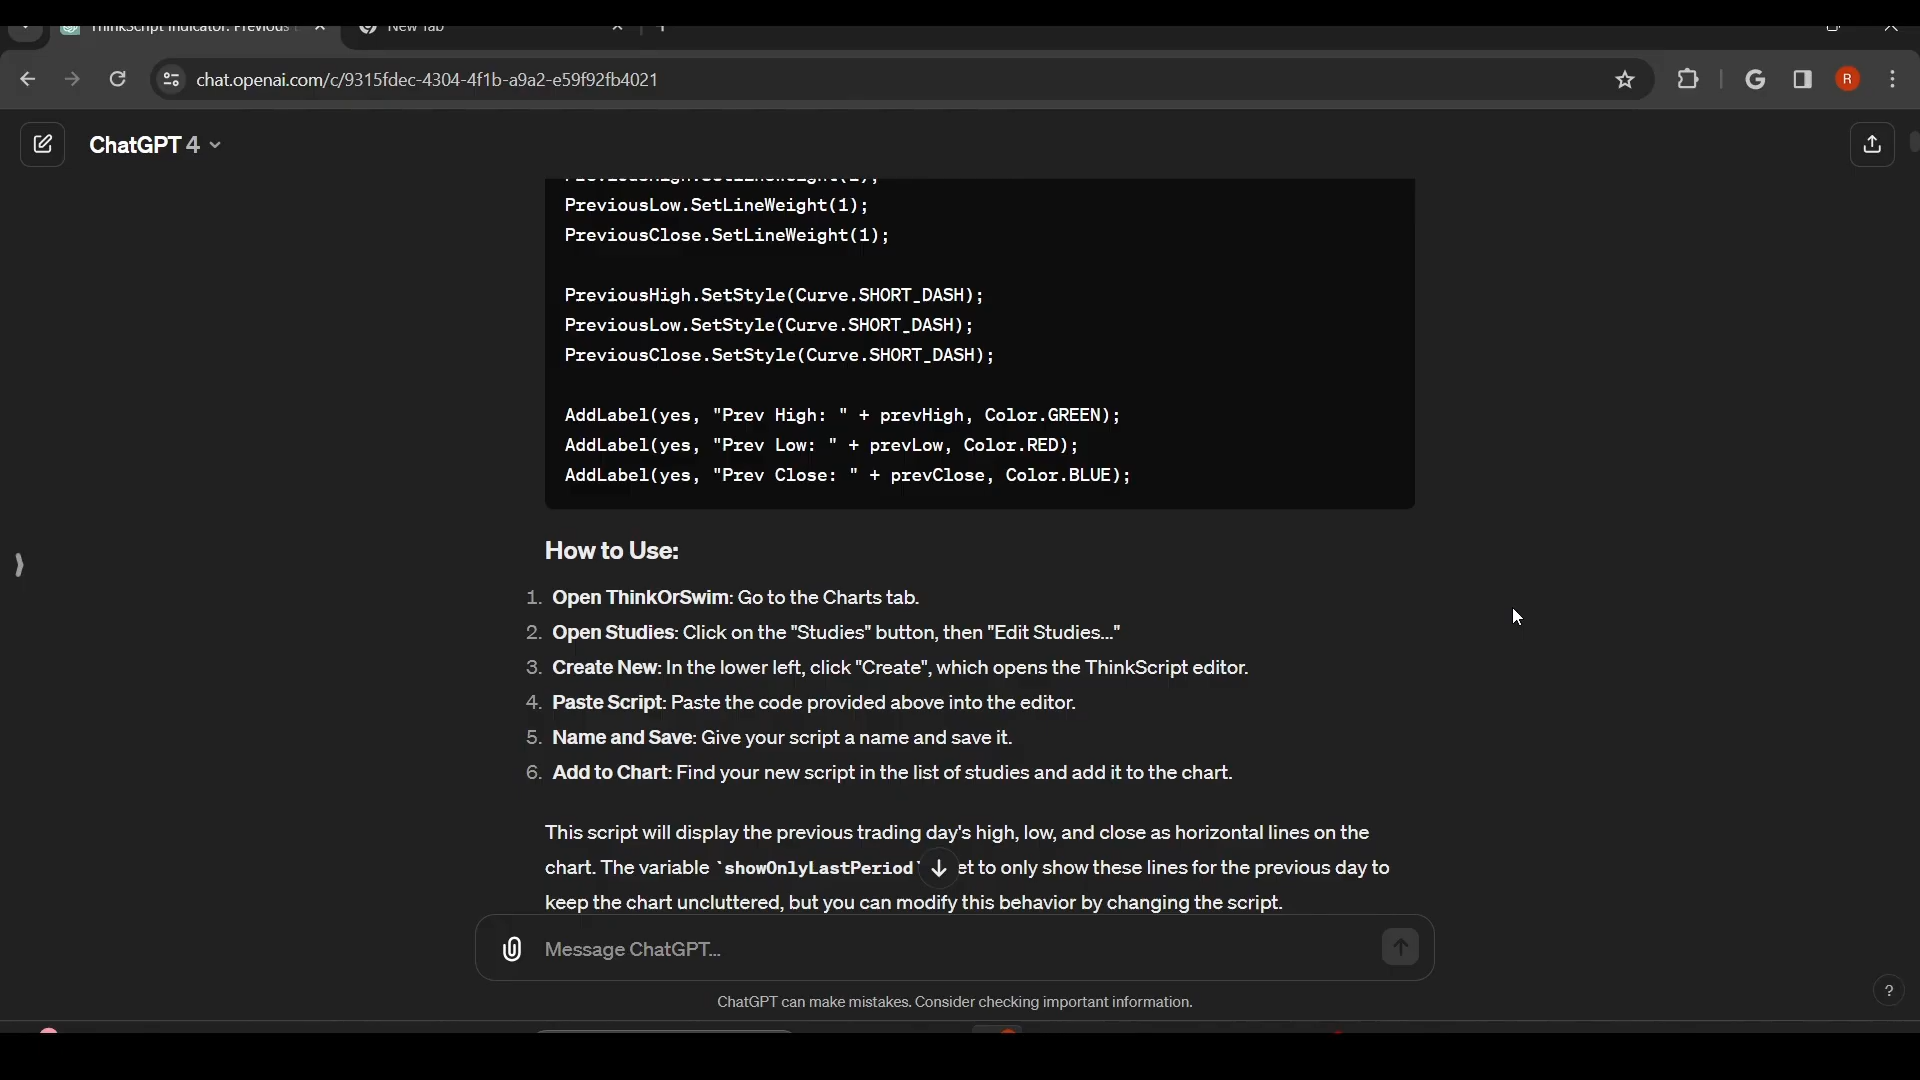 ThinkScript Indicator: Previous
New Tab
chat.openai.com/c/9315fdec-4304-4f1b-a9a2-e59f92fb4021
R
ChatGPT 4
PreviousLow.SetLineWeight(1);
PreviousClose.SetLineWeight(1);
PreviousHigh.SetStyle(Curve.SHORT_DASH);
PreviousLow.SetStyle(Curve.SHORT_DASH);
PreviousClose.SetStyle(Curve.SHORT_DASH);
AddLabel(yes, "Prev High: " + prevHigh, Color.GREEN);
AddLabel(yes, "Prev Low: " + prevLow, Color.RED);
AddLabel(yes, "Prev Close: " + prevClose, Color.BLUE);
How to Use:
1. Open ThinkOrSwim: Go to the Charts tab.
2. Open Studies: Click on the "Studies" button, then "Edit Studies..."
3. Create New: In the lower left, click "Create", which opens the ThinkScript editor.
4. Paste Script: Paste the code provided above into the editor.
5. Name and Save: Give your script a name and save it.
6. Add to Chart: Find your new script in the list of studies and add it to the chart.
This script will display the previous trading day's high, low, and close as horizontal lines on the
chart. The variable `showOnlyLastPeriod` et to only show these lines for the previous day to
keep the chart uncluttered, but you can modify this behavior by changing the script.
Message ChatGPT...
ChatGPT can make mistakes. Consider checking important information.
?